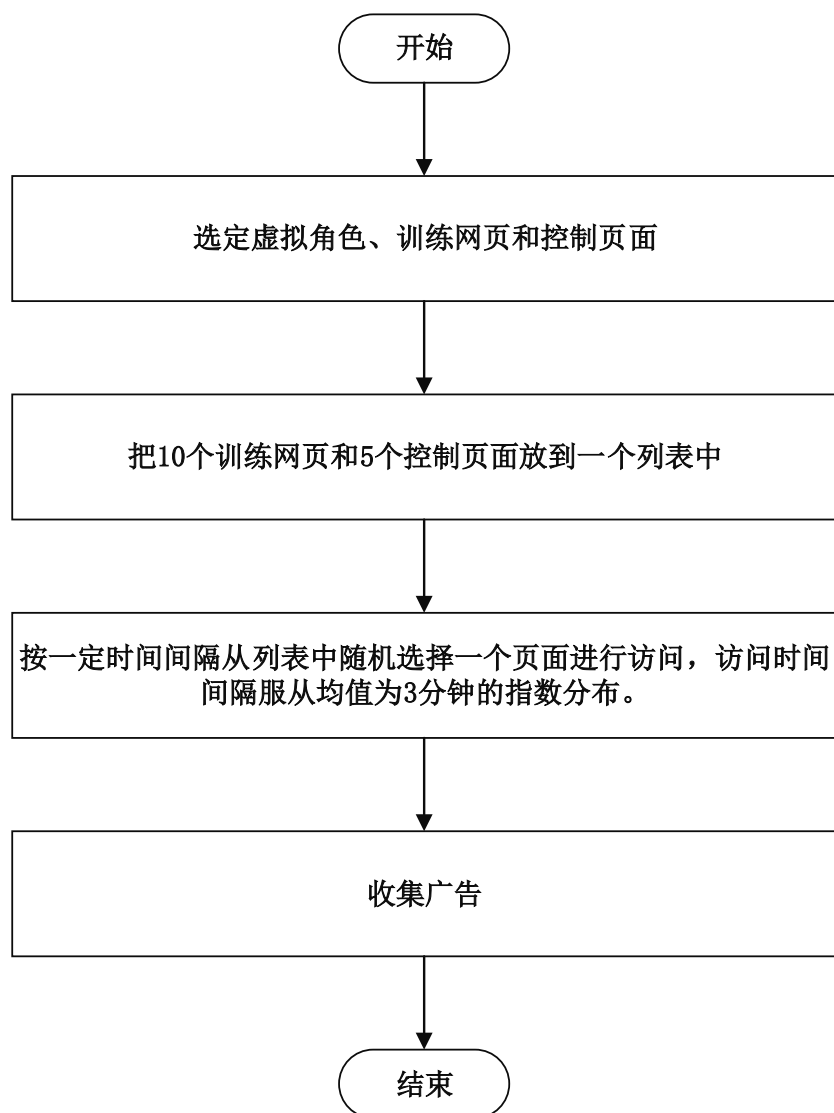 开始
选定虚拟角色、训练网页和控制页面
把10个训练网页和5个控制页面放到一个列表中
按一定时间间隔从列表中随机选择一个页面进行访问，访问时间
间隔服从均值为3分钟的指数分布。
收集广告
结束